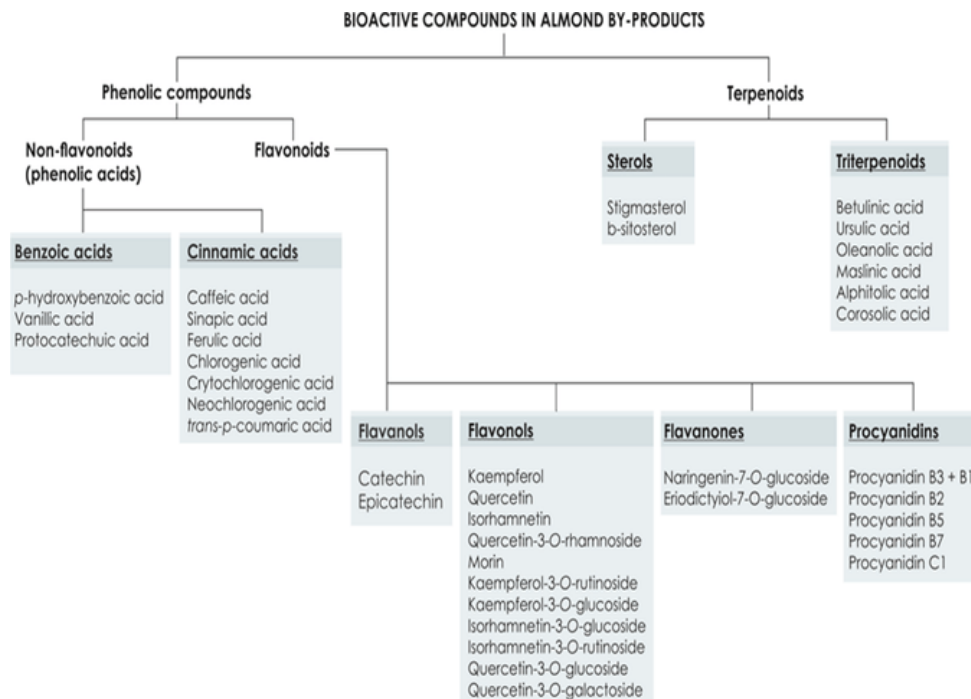 BIOACTIVE COMPOUNDS IN ALMOND BY-PRODUCTS
Phenolic compounds
Terpenoids
Non-flavonoids
(phenolic acids)
Flavonoids
Sterols
Stigmasterol
b-sitosterol
Triterpenoids
Betulinic acid
Ursulic acid
Oleanolic acid
Maslinic acid
Alphitolic acid
Corosolic acid
Benzoic acids
p-hydroxybenzoic acid
Vanillic acid
Protocatechuic acid
Cinnamic acids
Caffeic acid
Sinapic acid
Ferulic acid
Chlorogenic acid
Crytochlorogenic acid
Neochlorogenic acid
trans-p-coumaric acid
Flavanols
Catechin
Epicatechin
Flavonols
Kaempferol
Quercetin
Isorhamnetin
Quercetin-3-O-rhamnoside
Morin
Kaempferol-3-O-rutinoside
Kaempferol-3-O-glucoside
Isorhamnetin-3-O-glucoside
Isorhamnetin-3-O-rutinoside
Quercetin-3-O-glucoside
Quercetin-3-O-galactoside
Flavanones
Naringenin-7-O-glucoside
Eriodictyiol-7-O-glucoside
Procyanidins
Procyanidin B3 + B1
Procyanidin B2
Procyanidin B5
Procyanidin B7
Procyanidin C1